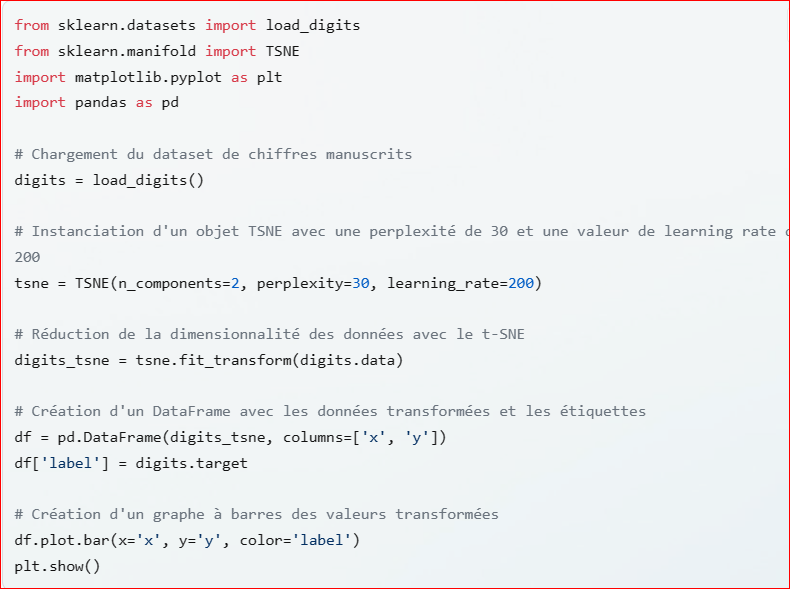 from sklearn.datasets import load_digits
from sklearn.manifold import TSNE
import matplotlib.pyplot as plt
import pandas as pd
# Chargement du dataset de chiffres manuscrits
digits = load_digits()
# Instanciation d'un objet TSNE avec une perplexité de 30 et une valeur de learning rate
200
tsne = TSNE(n_components=2, perplexity=30, learning_rate=200)
# Réduction de la dimensionnalité des données avec le t-SNE
digits_tsne = tsne.fit_transform(digits.data)
# Création d'un DataFrame avec les données transformées et les étiquettes
df = pd.DataFrame(digits_tsne, columns=['x', 'y'])
df['label'] = digits.target
# Création d'un graphe à barres des valeurs transformées
df.plot.bar(x='x', y='y', color='label')
plt.show()